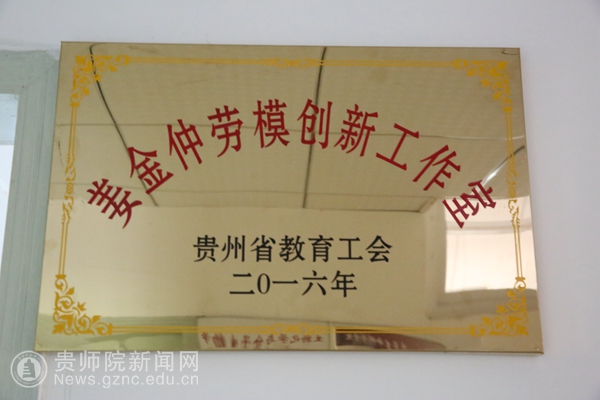 姜金仲劳模创新工作室
贵州省教育工会
二0一六年
贵师院新闻网
News.gznc.edu.cn